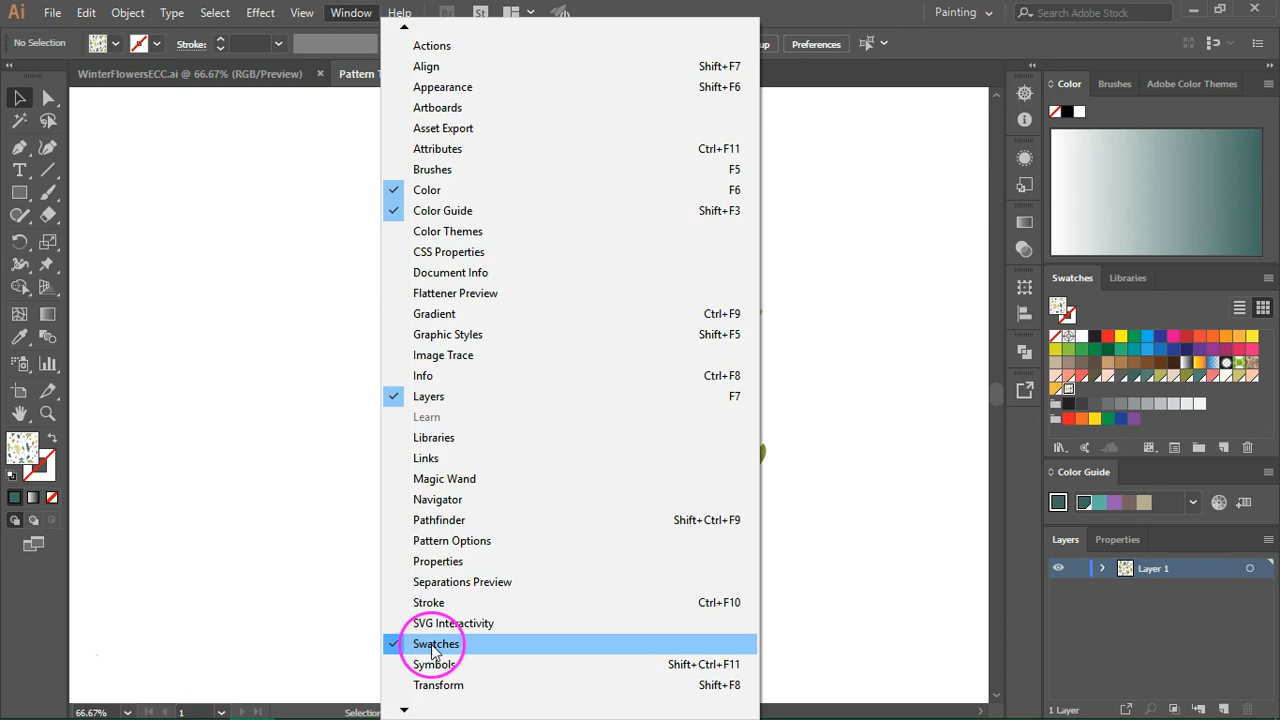 Ai File Edit Object Type Select Effect View Window Help Br St Painting Search Adobe Stock
No Selection Stroke: Preferences
WinterFlowersECC.ai @ 66.67% (RGB/Preview) × Pattern
Actions
Align Shift+F7
Appearance Shift+F6
Artboards
Asset Export
Attributes Ctrl+F11
Brushes F5
Color F6
Color Guide Shift+F3
Color Themes
CSS Properties
Document Info
Flattener Preview
Gradient Ctrl+F9
Graphic Styles Shift+F5
Image Trace
Info Ctrl+F8
Layers F7
Learn
Libraries
Links
Magic Wand
Navigator
Pathfinder Shift+Ctrl+F9
Pattern Options
Properties
Separations Preview
Stroke Ctrl+F10
SVG Interactivity
Swatches
Symbols Shift+Ctrl+F11
Transform Shift+F8
Color Brushes Adobe Color Themes
Swatches Libraries
Color Guide
Layers Properties
Layer 1
1 Layer
66.67% 1 Selection